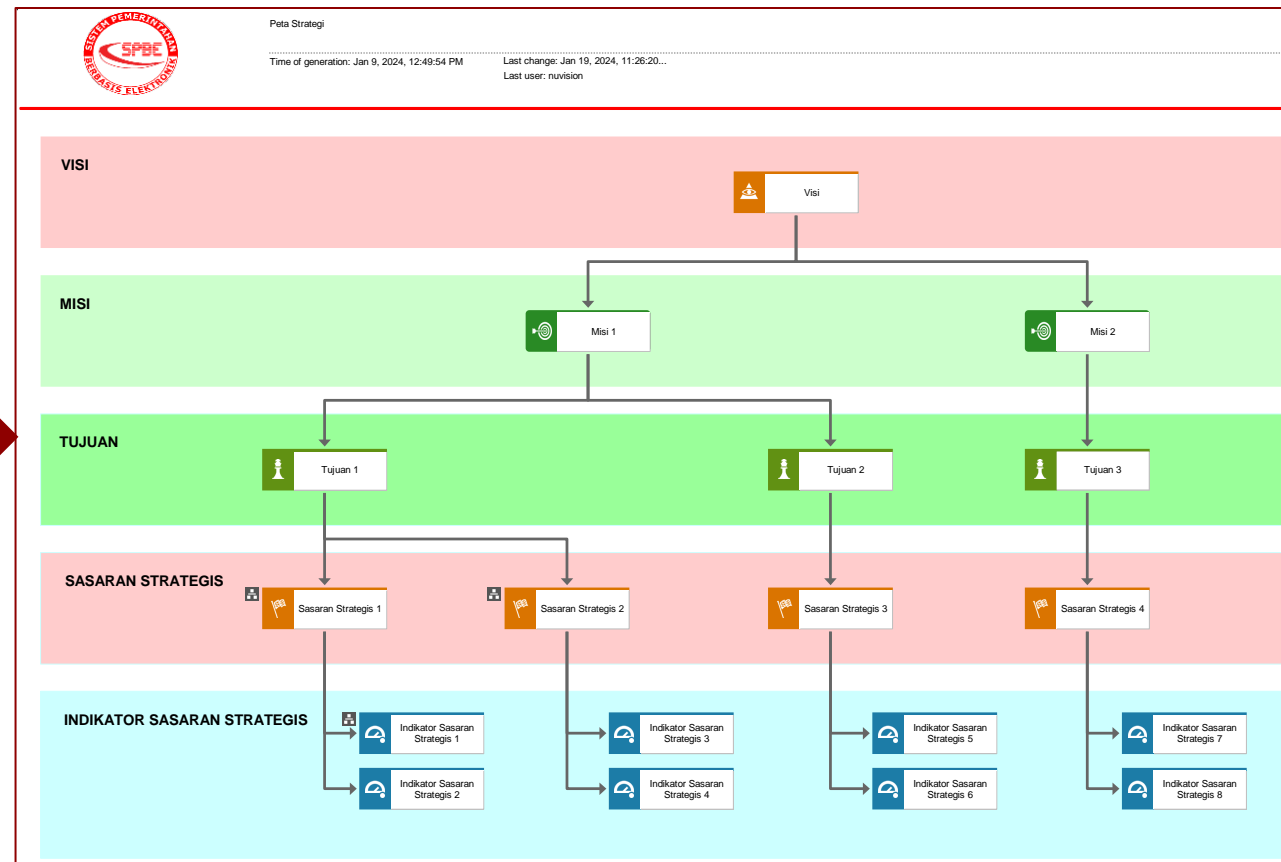 SISTEM PEMERINTAHAN
SPBE
BERBASIS ELEKTRONIK
Peta Strategi
Time of generation: Jan 9, 2024, 12:49:54 PM
Last change: Jan 19, 2024, 11:26:20...
Last user: nuvision
VISI
Visi
MISI
Misi 1
Misi 2
TUJUAN
Tujuan 1
Tujuan 2
Tujuan 3
SASARAN STRATEGIS
Sasaran Strategis 1
Sasaran Strategis 2
Sasaran Strategis 3
Sasaran Strategis 4
INDIKATOR SASARAN STRATEGIS
Indikator Sasaran
Strategis 1
Indikator Sasaran
Strategis 3
Indikator Sasaran
Strategis 5
Indikator Sasaran
Strategis 7
Indikator Sasaran
Strategis 2
Indikator Sasaran
Strategis 4
Indikator Sasaran
Strategis 6
Indikator Sasaran
Strategis 8